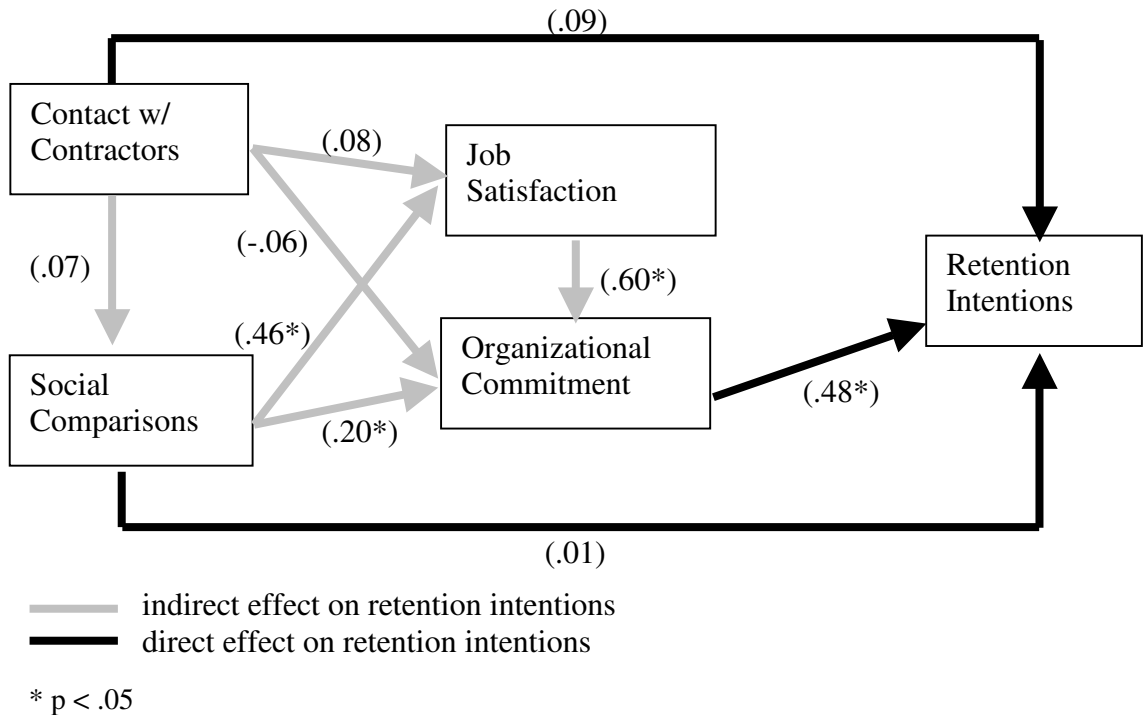 (.09)
Contact w/
Contractors
(.08)
Job
Satisfaction
(-.06)
(.07)
(.60*)
Retention
Intentions
(.46*)
Organizational
Commitment
Social
Comparisons
(.48*)
(.20*)
(.01)
indirect effect on retention intentions
direct effect on retention intentions
* p < .05